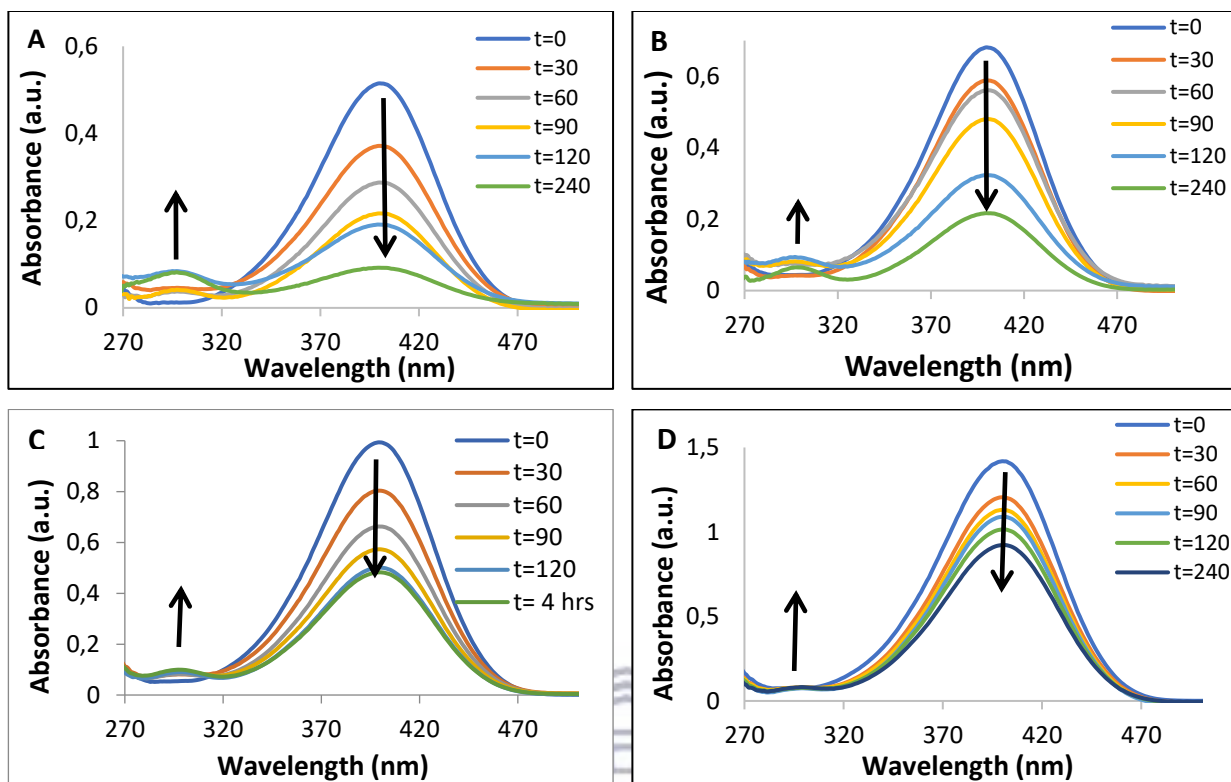 A
Absorbance (a.u.)
0,6
0,4
0,2
0
270 320 370 420 470
Wavelength (nm)
t=0
t=30
t=60
t=90
t=120
t=240
B
Absorbance (a.u.)
0,6
0,4
0,2
0
270 320 370 420 470
Wavelength (nm)
t=0
t=30
t=60
t=90
t=120
t=240
C
Absorbance (a.u.)
1
0,8
0,6
0,4
0,2
0
270 320 370 420 470
Wavelength (nm)
t=0
t=30
t=60
t=90
t=120
t= 4 hrs
D
Absorbance (a.u.)
1,5
1
0,5
0
270 320 370 420 470
Wavelength (nm)
t=0
t=30
t=60
t=90
t=120
t=240